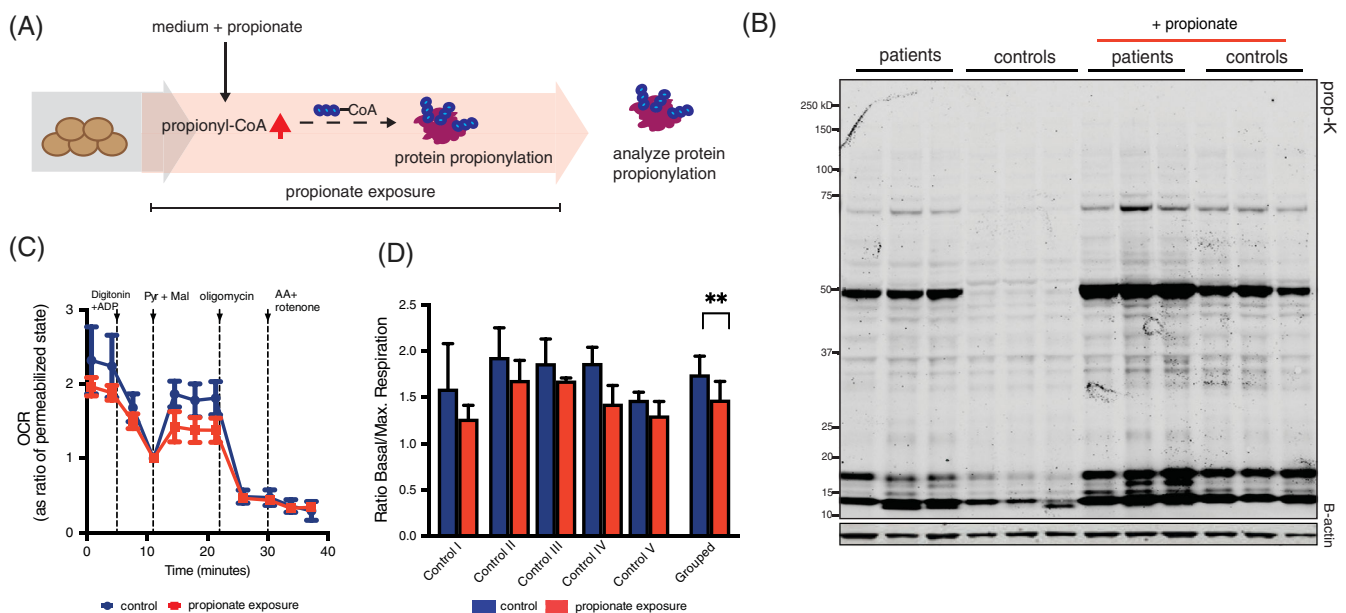 (A)
medium + propionate
propionyl-CoA
CoA
protein propionylation
propionate exposure
analyze protein
propionylation
(B)
+ propionate
patients
controls
patients
controls
250 kD
150
100
75
50
37
25
20
15
10
prop-K
B-actin
(C)
Digitonin
+ADP
Pyr + Mal
oligomycin
AA+
rotenone
OCR
(as ratio of permeabilized state)
3
2
1
0
0
10
20
30
40
Time (minutes)
control
propionate exposure
(D)
**
Ratio Basal/Max. Respiration
2.5
2.0
1.5
1.0
0.5
0.0
Control I
Control II
Control III
Control IV
Control V
Grouped
control
propionate exposure